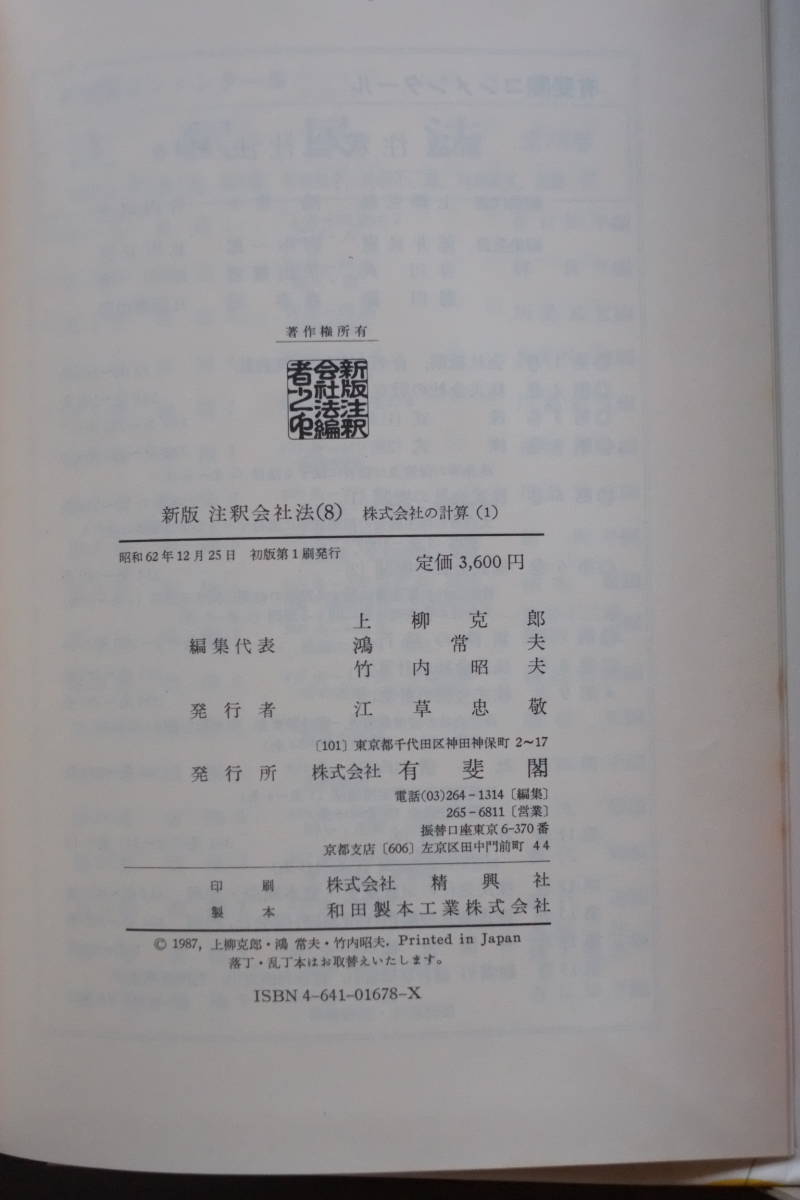 著作権所有
新版注釈
会社法編
者之印
新版 注釈会社法(8) 株式会社の計算(1)
昭和62年12月25日 初版第1刷発行 定価 3,600円
上柳克郎
編集代表 鴻常夫
竹内昭夫
発行者 江草忠敬
〔101〕東京都千代田区神田神保町 2~17
発行所 株式会社 有斐閣
電話(03)264-1314〔編集〕
265-6811〔営業〕
振替口座東京6-370番
京都支店〔606〕左京区田中門前町 44
印刷 株式会社 精興社
製本 和田製本工業株式会社
© 1987, 上柳克郎・鴻 常夫・竹内昭夫. Printed in Japan
落丁・乱丁本はお取替えいたします。
ISBN 4-641-01678-X